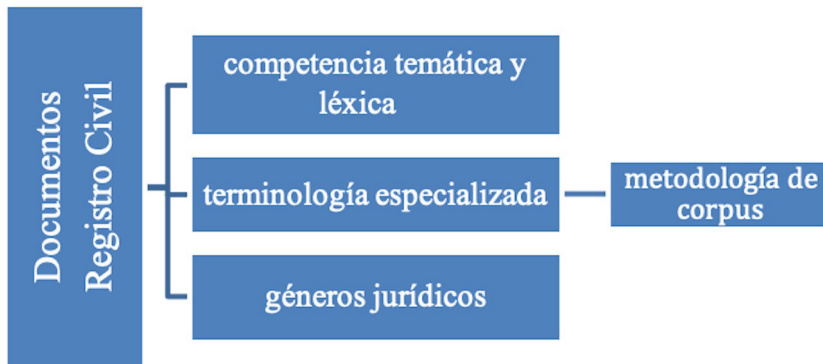 Documentos
Registro Civil
competencia temática y
léxica
terminología especializada
metodología de
corpus
géneros jurídicos